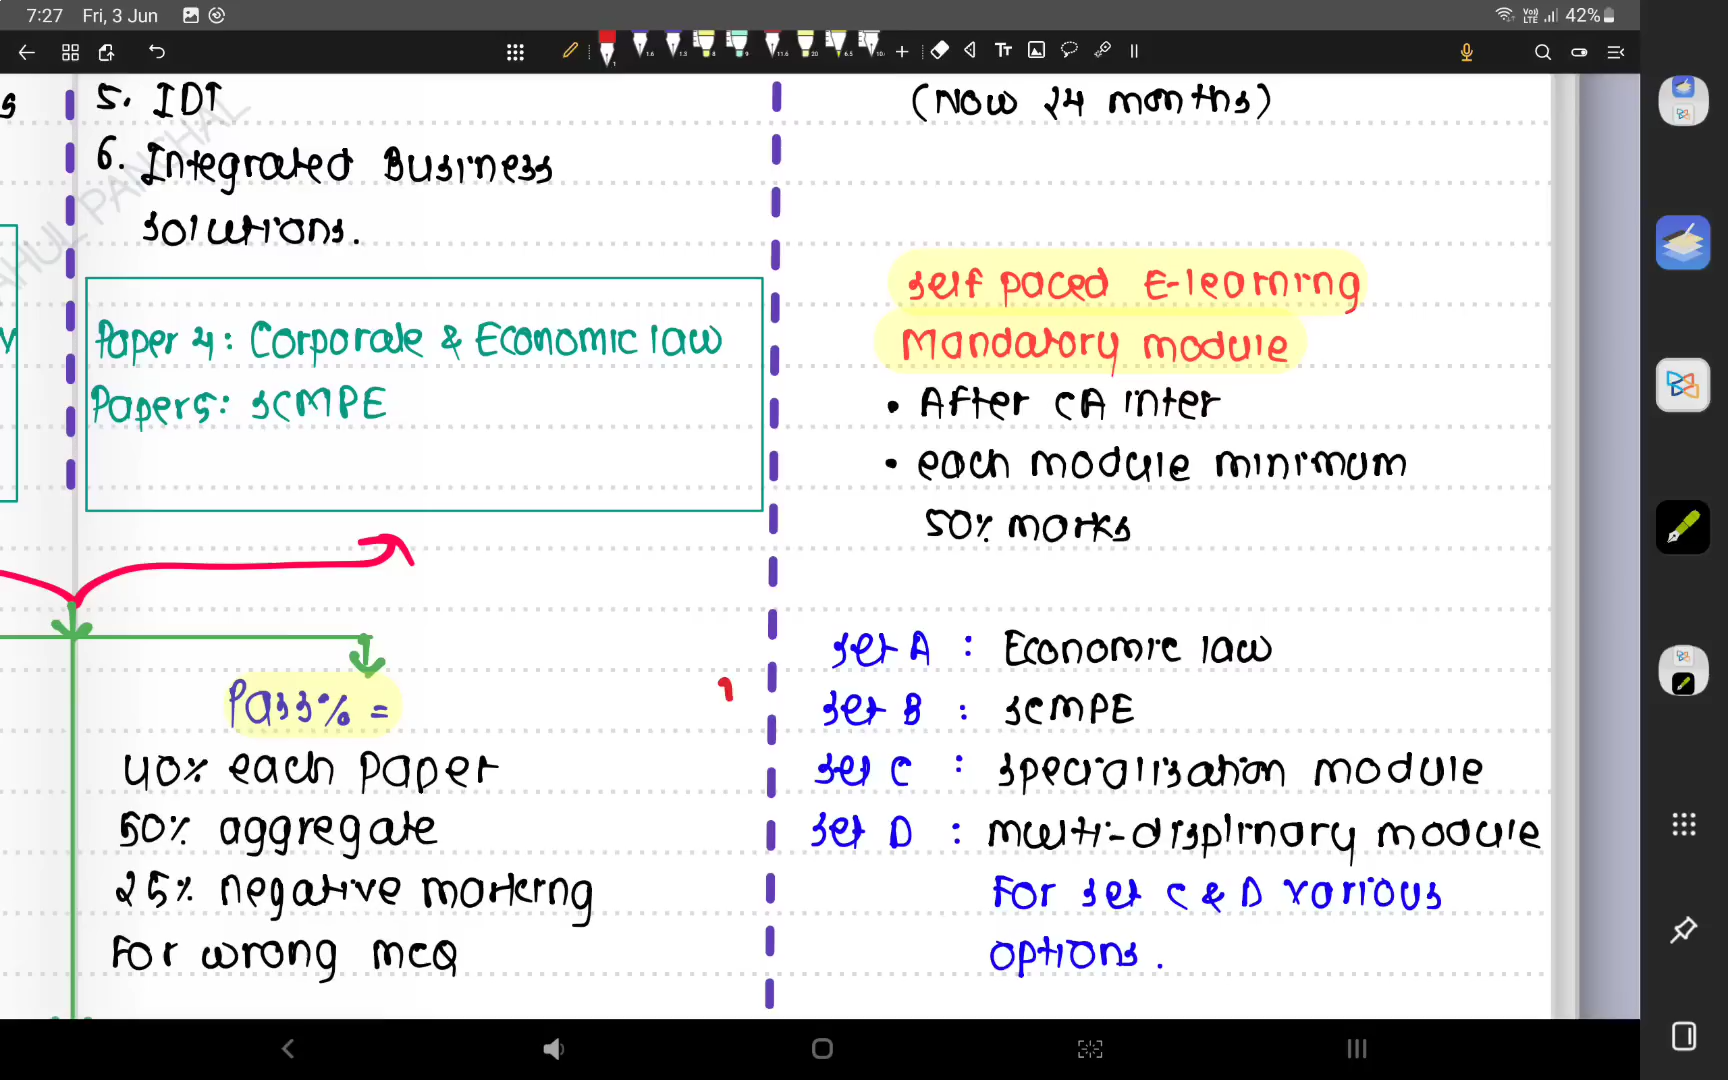 7:27 Fri, 3 Jun
42%
5. IDT
6. Integrated Business
solutions.
Paper 4: Corporate & Economic law
Paper5: SCMPE
Pass% =
40% each paper
50% aggregate
25% negative marking
For wrong mcq
(Now 24 months)
self paced E-learning
Mandatory module
• After CA inter
• each module minimum
50% marks
set A : Economic law
set B : SCMPE
set C : specialisation module
set D : multi-displinary module
For set C & D various
options.